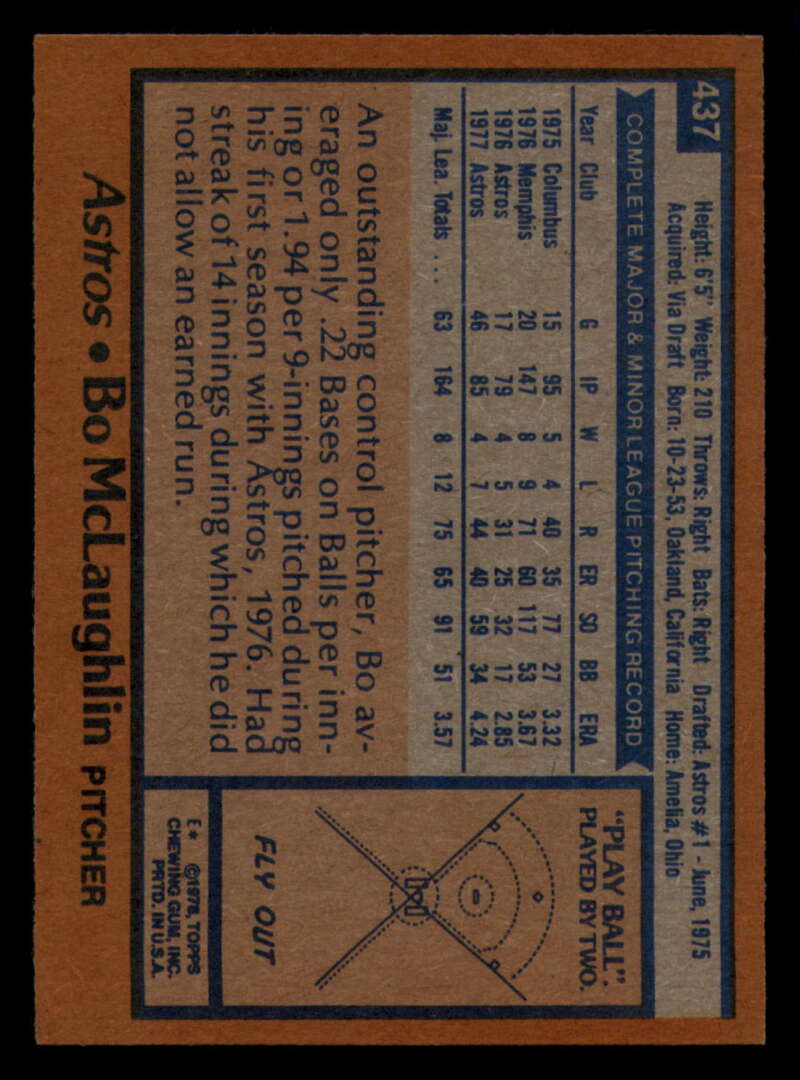 437
Height: 6'5" Weight: 210 Throws: Right Bats: Right Drafted: Astros #1 - June, 1975
Acquired: Via Draft Born: 10-23-53, Oakland, California Home: Amelia, Ohio
COMPLETE MAJOR & MINOR LEAGUE PITCHING RECORD
Year Club G IP W L R ER SO BB ERA
1975 Columbus 15 95 5 4 40 35 77 27 3.32
1976 Memphis 20 147 8 9 71 60 117 53 3.67
1976 Astros 17 79 4 5 31 25 32 17 2.85
1977 Astros 46 85 4 7 44 40 59 34 4.24
Maj. Lea. Totals ... 63 164 8 12 75 65 91 51 3.57
An outstanding control pitcher, Bo av-
eraged only .22 Bases on Balls per inn-
ing or 1.94 per 9-innings pitched during
his first season with Astros, 1976. Had
streak of 14 innings during which he did
not allow an earned run.
"PLAY BALL"
PLAYED BY TWO.
FLY OUT
E* ©1978, TOPPS
CHEWING GUM, INC.
PRTD. IN U.S.A.
Astros • Bo McLaughlin PITCHER